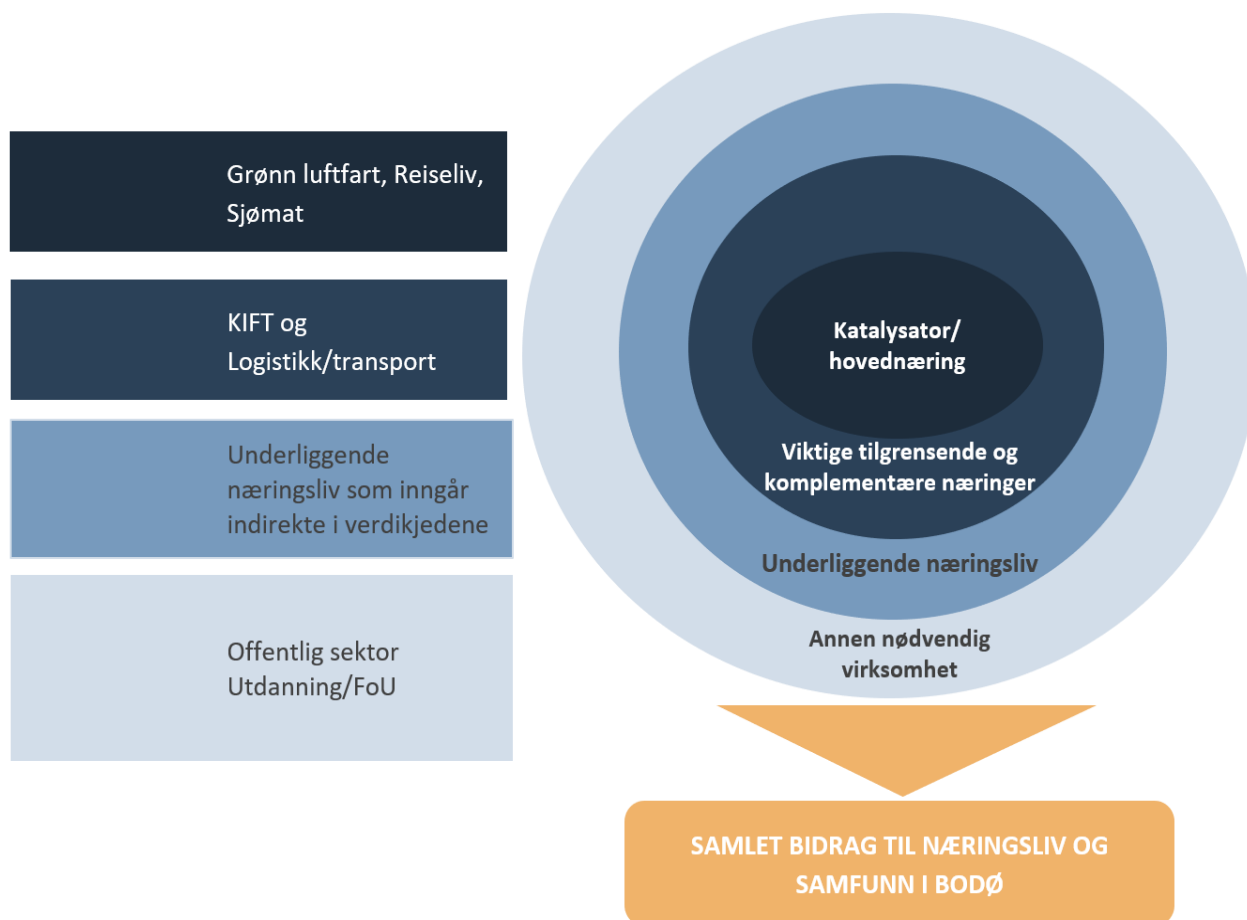 Grønn luftfart, Reiseliv,
Sjømat
KIFT og
Logistikk/transport
Underliggende
næringsliv som inngår
indirekte i verdikjedene
Offentlig sektor
Utdanning/FoU
Katalysator/
hovednæring
Viktige tilgrensende og
komplementære næringer
Underliggende næringsliv
Annen nødvendig
virksomhet
SAMLET BIDRAG TIL NÆRINGSLIV OG
SAMFUNN I BODØ